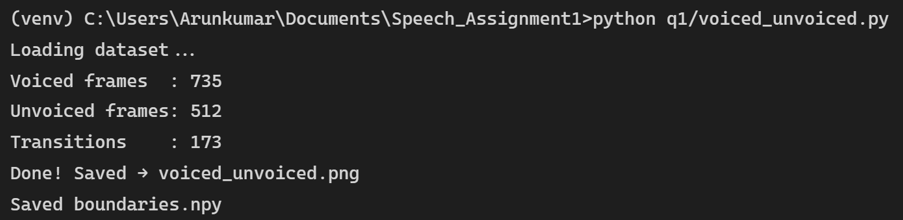 (venv) C:\Users\Arunkumar\Documents\Speech_Assignment1>python q1/voiced_unvoiced.py
Loading dataset...
Voiced frames  : 735
Unvoiced frames: 512
Transitions    : 173
Done! Saved → voiced_unvoiced.png
Saved boundaries.npy